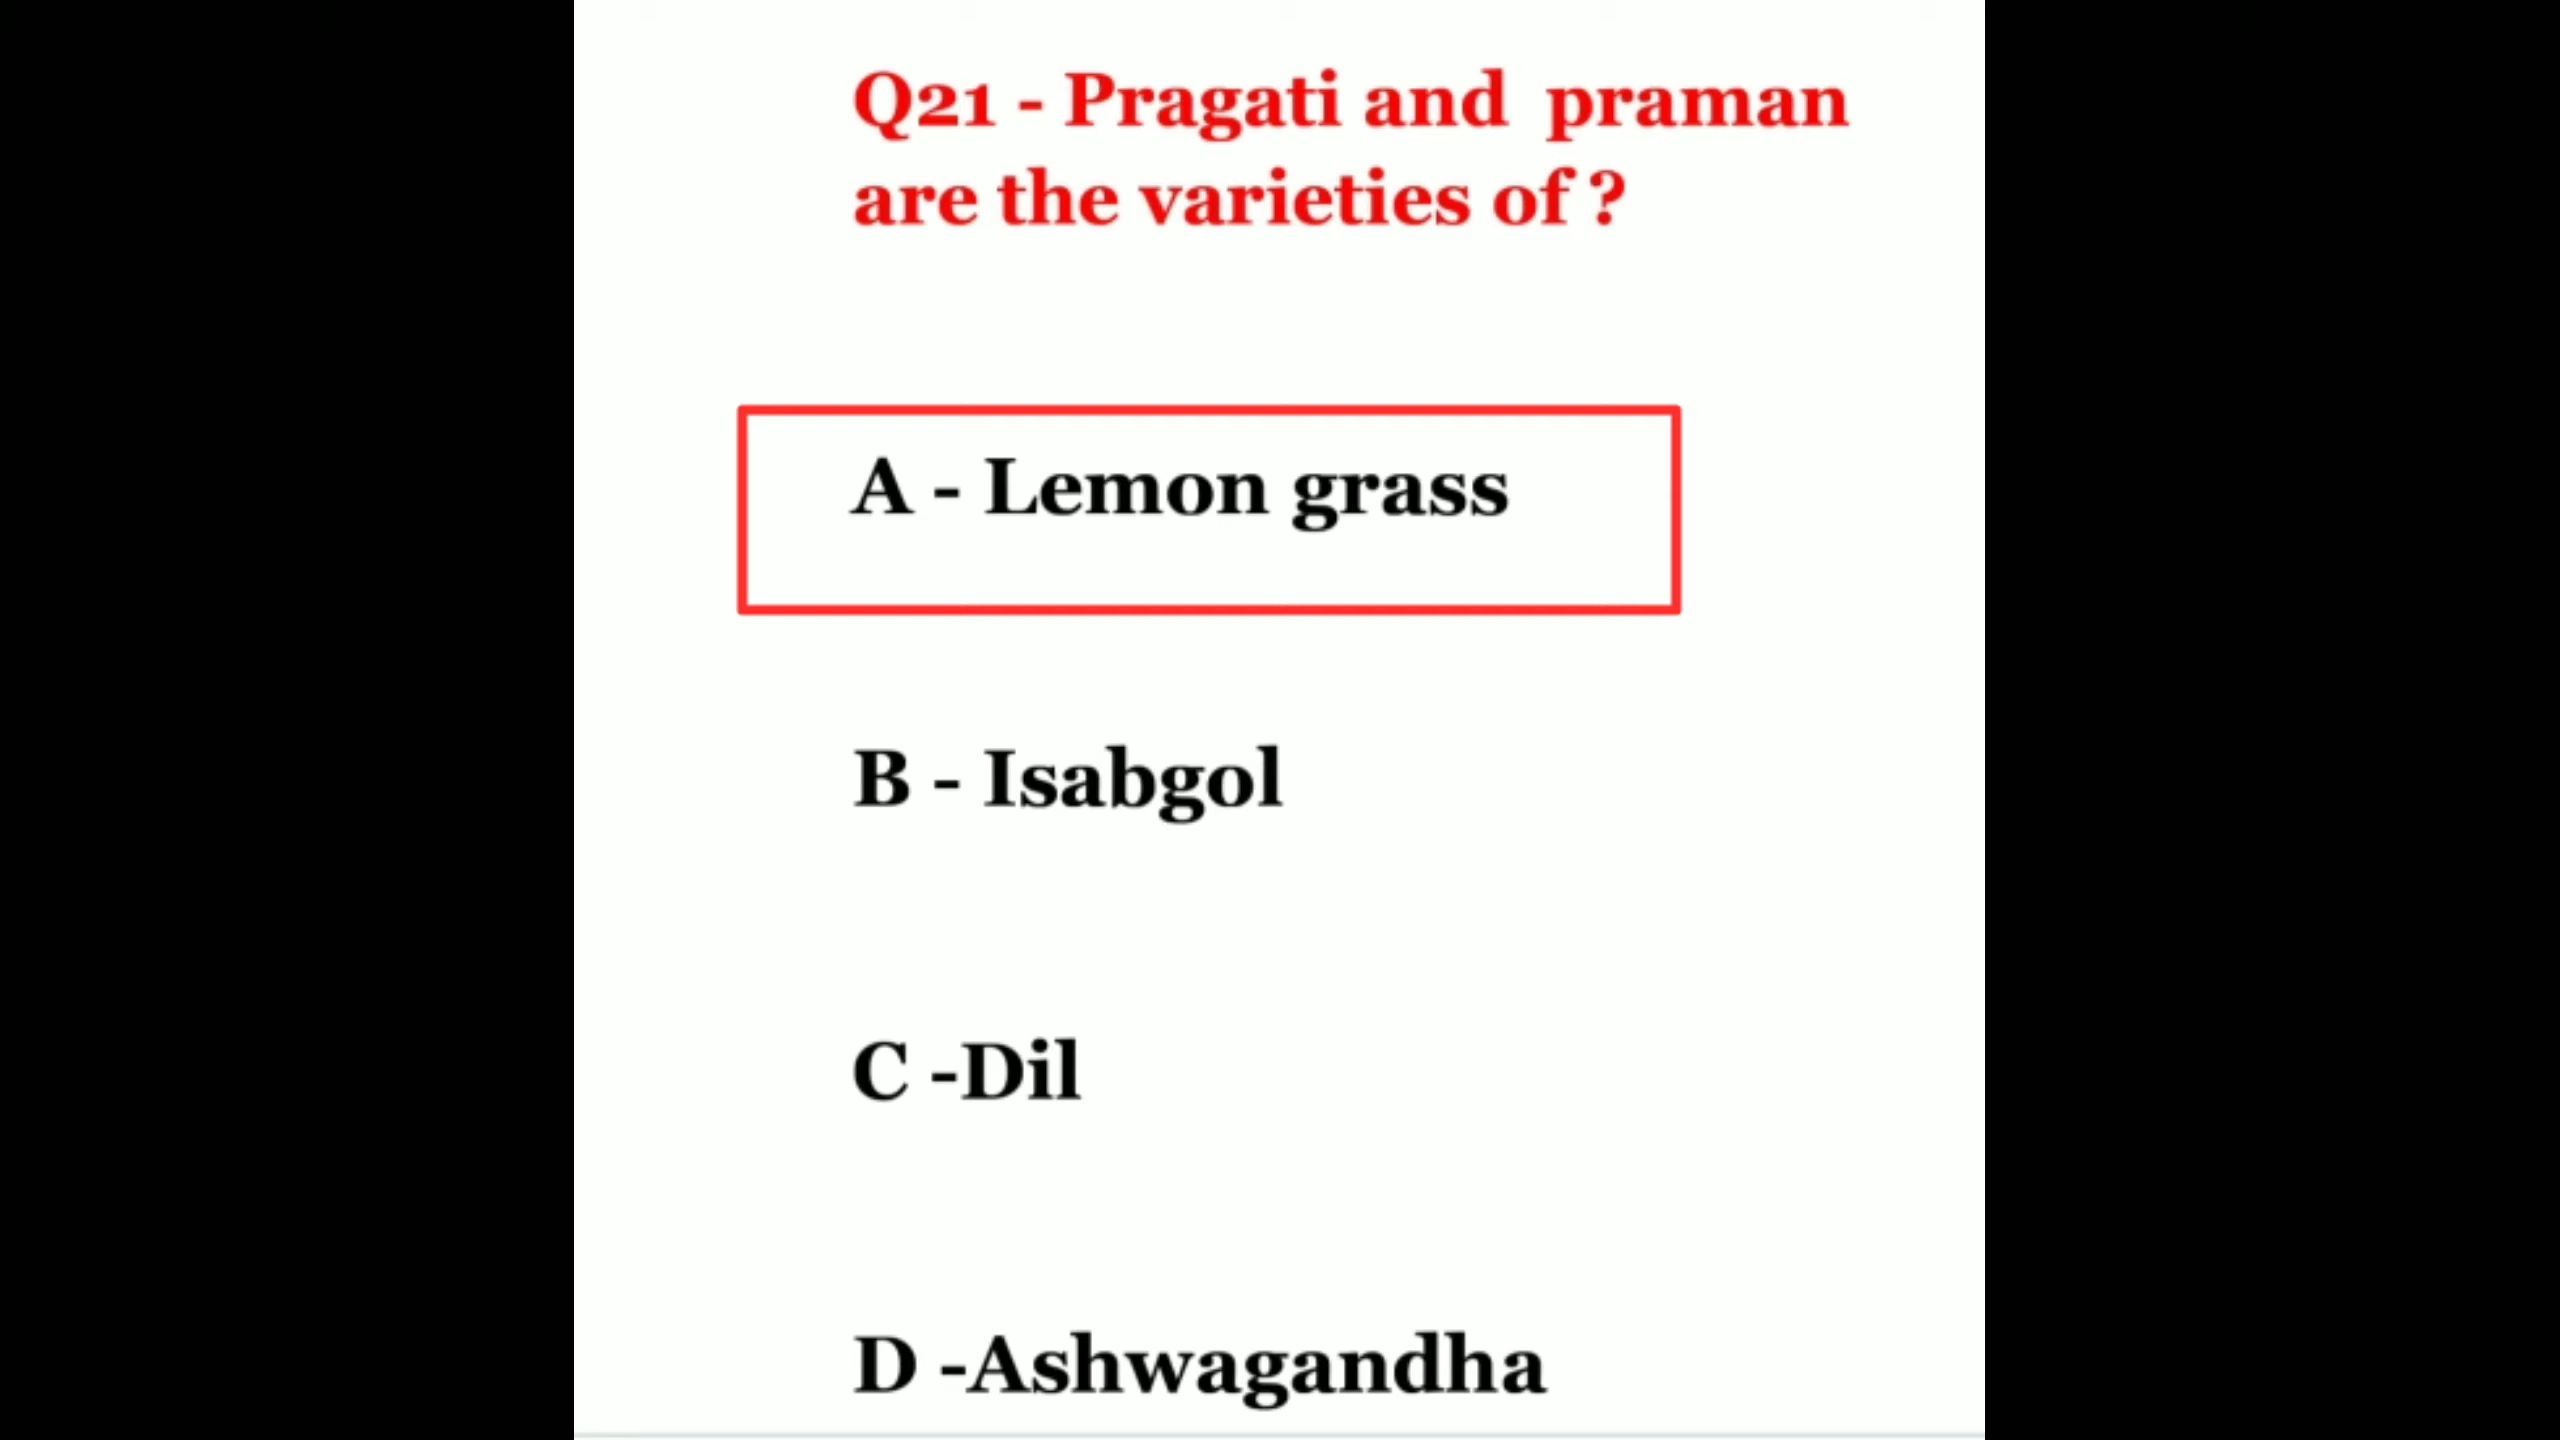 Q21 - Pragati and praman
are the varieties of ?
A - Lemon grass
B - Isabgol
C -Dil
D -Ashwagandha